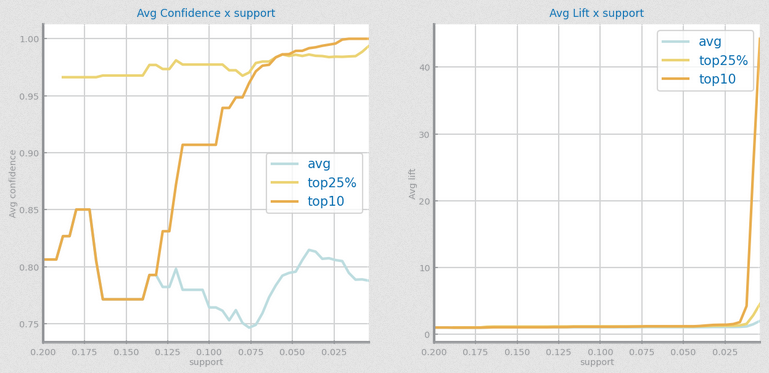 Avg Confidence x support
1.00
0.95
0.90
0.85
0.80
0.75
Avg confidence
avg
top25%
top10
0.200 0.175 0.150 0.125 0.100 0.075 0.050 0.025
support
Avg Lift x support
40
30
20
10
0
Avg lift
avg
top25%
top10
0.200 0.175 0.150 0.125 0.100 0.075 0.050 0.025
support